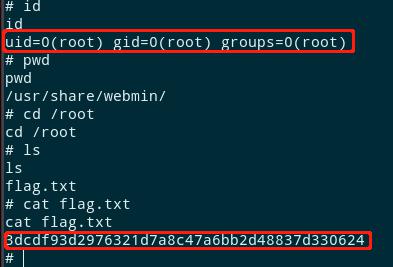 # id
id
uid=0(root) gid=0(root) groups=0(root)
# pwd
pwd
/usr/share/webmin/
# cd /root
cd /root
# ls
ls
flag.txt
# cat flag.txt
cat flag.txt
3dcdf93d2976321d7a8c47a6bb2d48837d330624
#